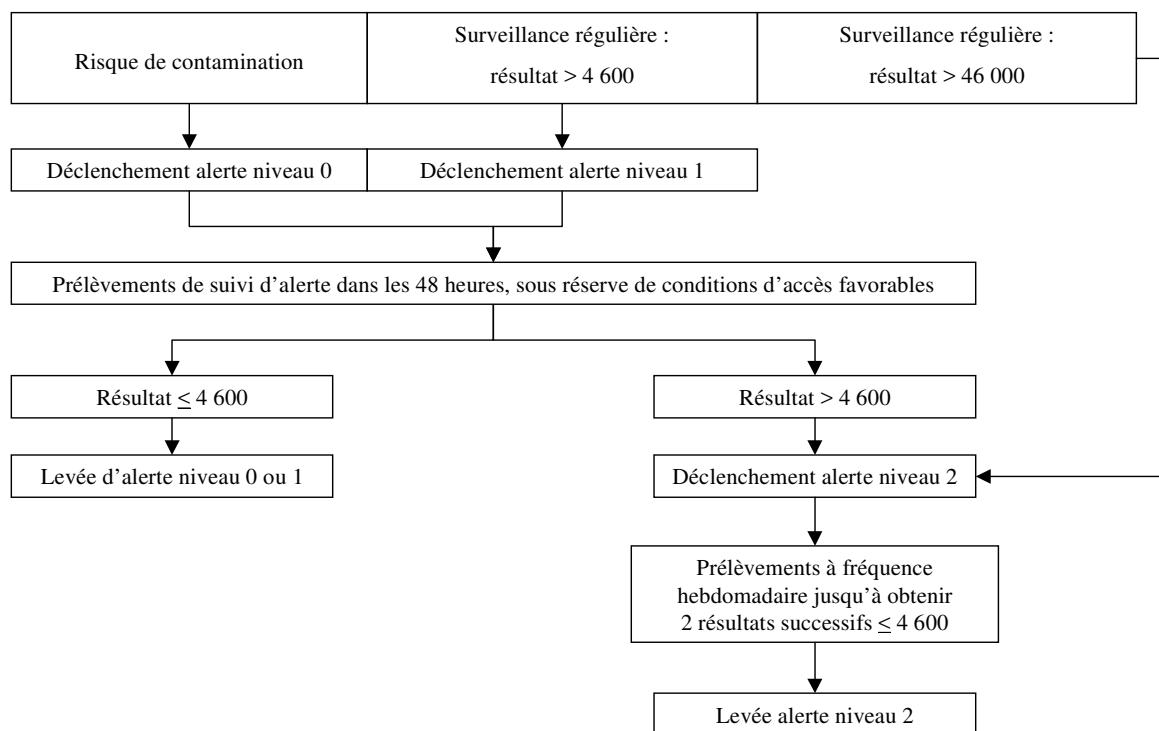 Risque de contamination
Surveillance régulière :
résultat > 4 600
Surveillance régulière :
résultat > 46 000
Déclenchement alerte niveau 0
Déclenchement alerte niveau 1
Prélèvements de suivi d’alerte dans les 48 heures, sous réserve de conditions d’accès favorables
Résultat ≤ 4 600
Résultat > 4 600
Levée d’alerte niveau 0 ou 1
Déclenchement alerte niveau 2
Prélèvements à fréquence
hebdomadaire jusqu’à obtenir
2 résultats successifs ≤ 4 600
Levée alerte niveau 2